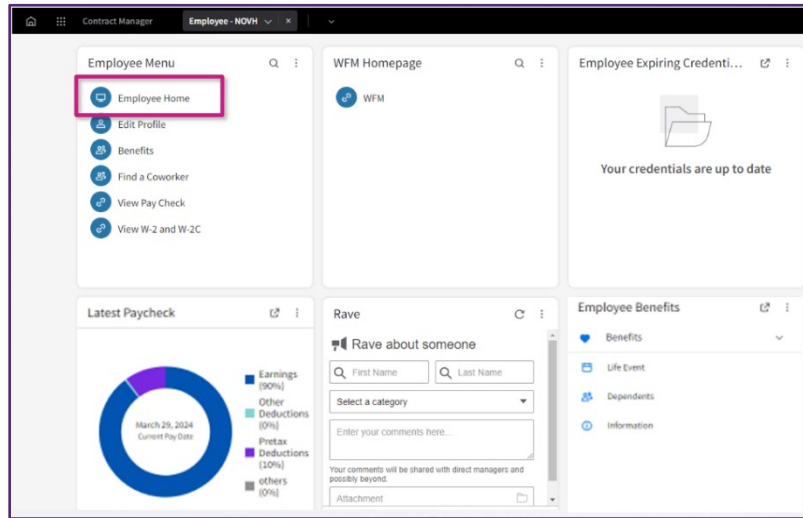 Contract Manager
Employee - NOVH
Employee Menu
Employee Home
Edit Profile
Benefits
Find a Coworker
View Pay Check
View W-2 and W-2C
WFM Homepage
WFM
Employee Expiring Credenti...
Your credentials are up to date
Latest Paycheck
March 29, 2024
Current Pay Date
Earnings
(90%)
Other
Deductions
(0%)
Pretax
Deductions
(10%)
others
(0%)
Rave
Rave about someone
First Name
Last Name
Select a category
Enter your comments here...
Your comments will be shared with direct managers and
possibly beyond.
Attachment
Employee Benefits
Benefits
Life Event
Dependents
Information